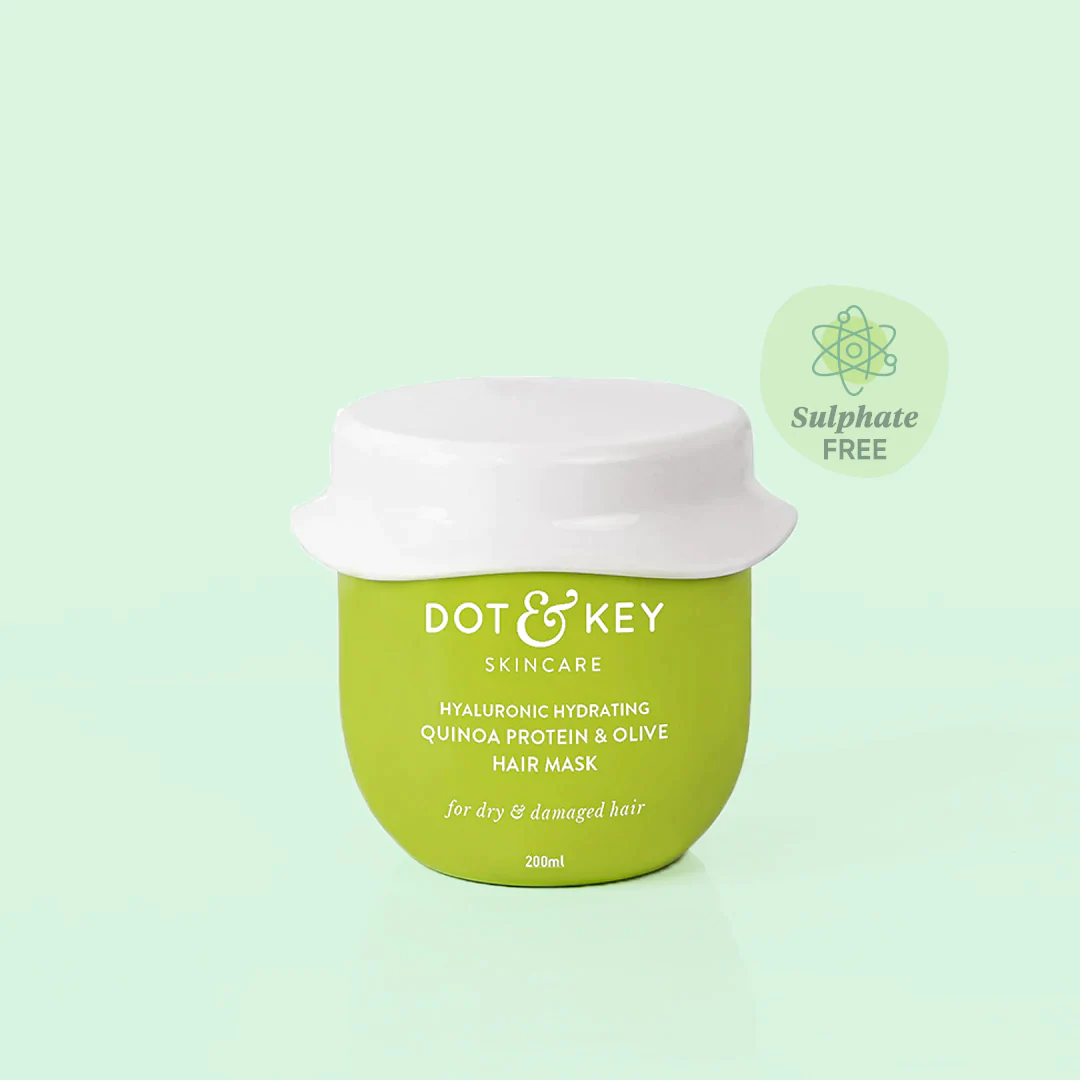 Sulphate
FREE
DOT & KEY
SKINCARE
HYALURONIC HYDRATING
QUINOA PROTEIN & OLIVE
HAIR MASK
for dry & damaged hair
200ml